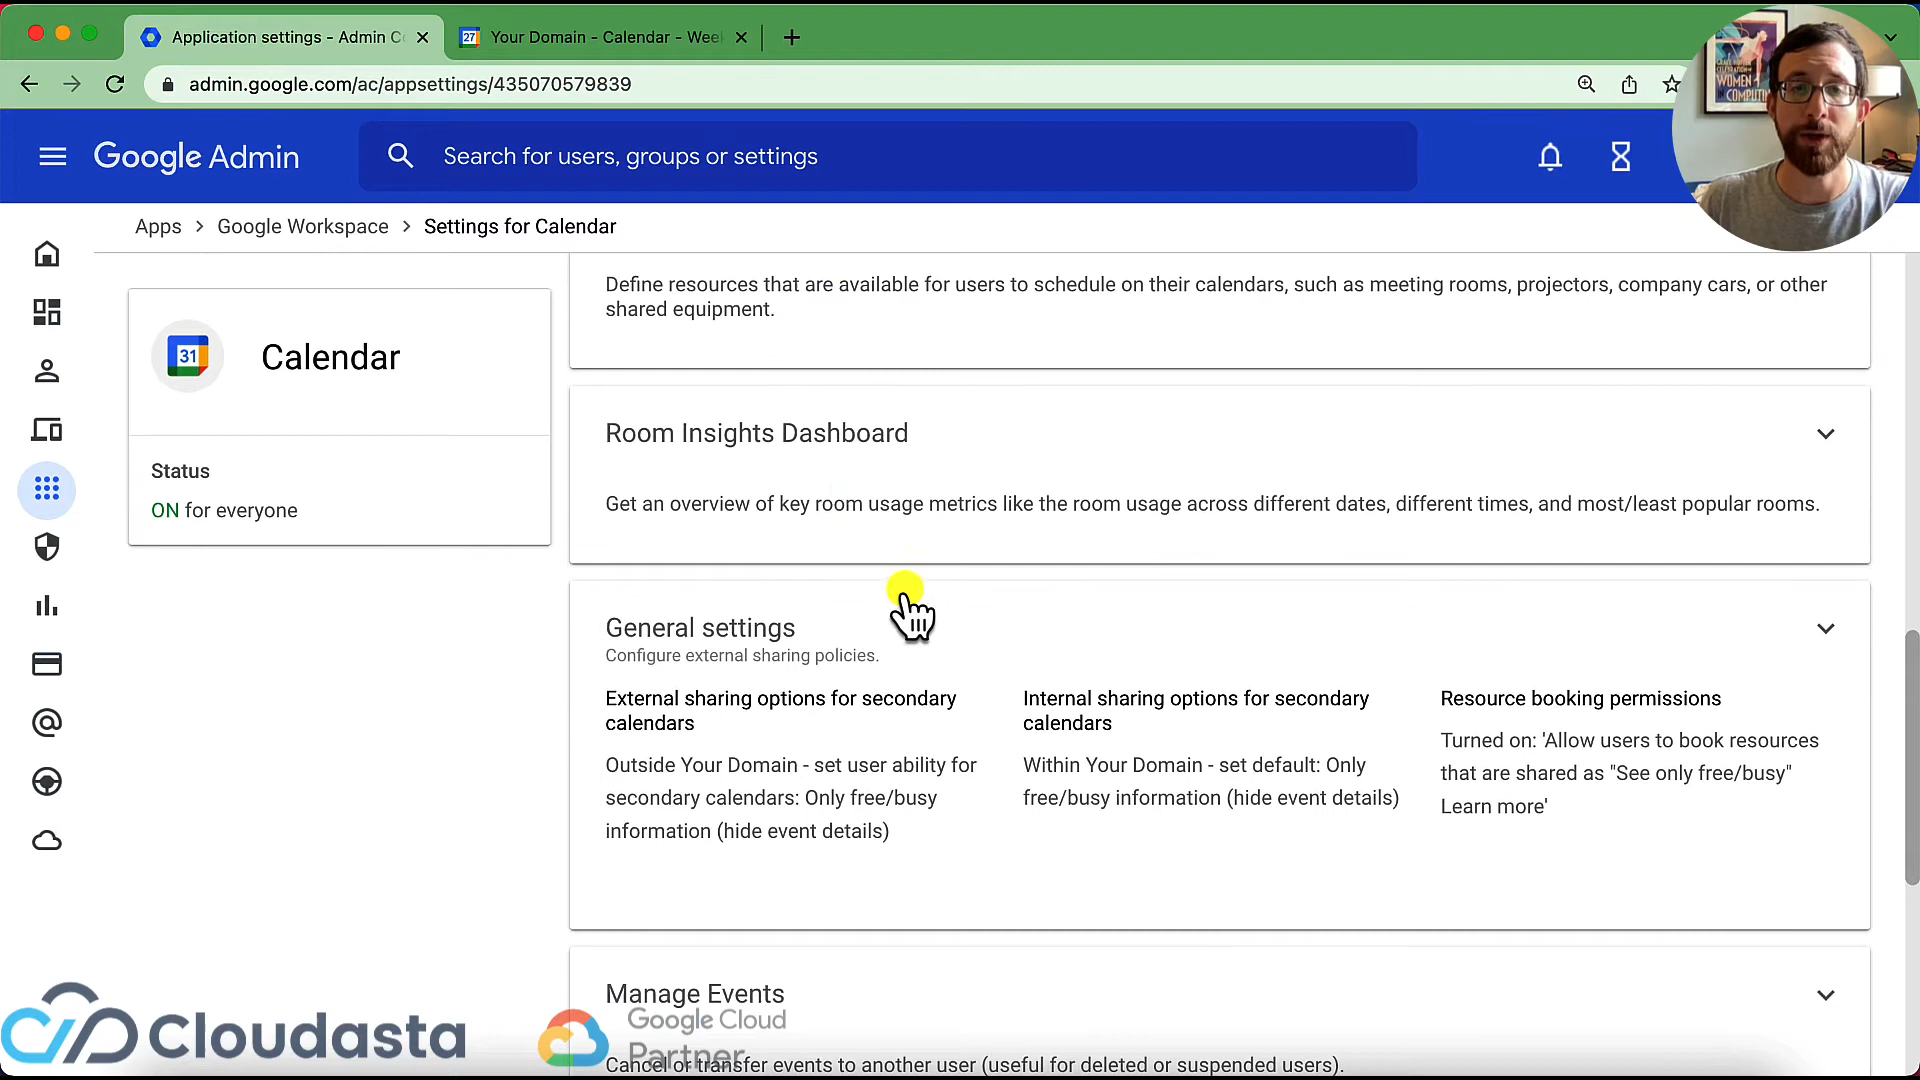 Application settings - Admin C
27
Your Domain - Calendar - Week
admin.google.com/ac/appsettings/435070579839
Google Admin
Search for users, groups or settings
WOMEN
Apps > Google Workspace > Settings for Calendar
Define resources that are available for users to schedule on their calendars, such as meeting rooms, projectors, company cars, or other
shared equipment.
31
Calendar
Status
ON for everyone
Room Insights Dashboard
Get an overview of key room usage metrics like the room usage across different dates, different times, and most/least popular rooms.
General settings
Configure external sharing policies.
External sharing options for secondary
calendars
Outside Your Domain - set user ability for
secondary calendars: Only free/busy
information (hide event details)
Internal sharing options for secondary
calendars
Within Your Domain - set default: Only
free/busy information (hide event details)
Resource booking permissions
Turned on: 'Allow users to book resources
that are shared as "See only free/busy"
Learn more'
Manage Events
Cancel or transfer events to another user (useful for deleted or suspended users).
Cloudasta
Google Cloud
Partner